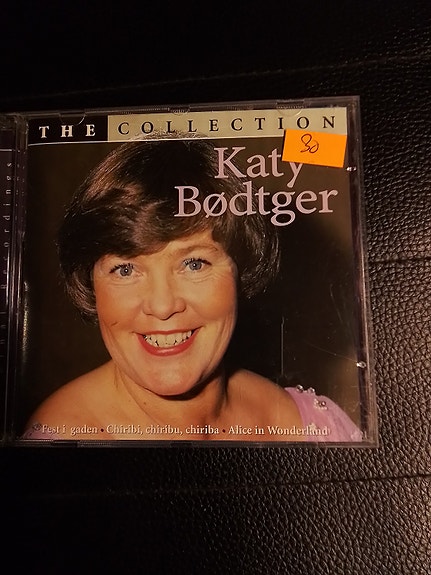 THE COLLECTION
Katy
Bødtger
30
Fest i gaden • Chiribi, chiribu, chiriba • Alice in Wonderland